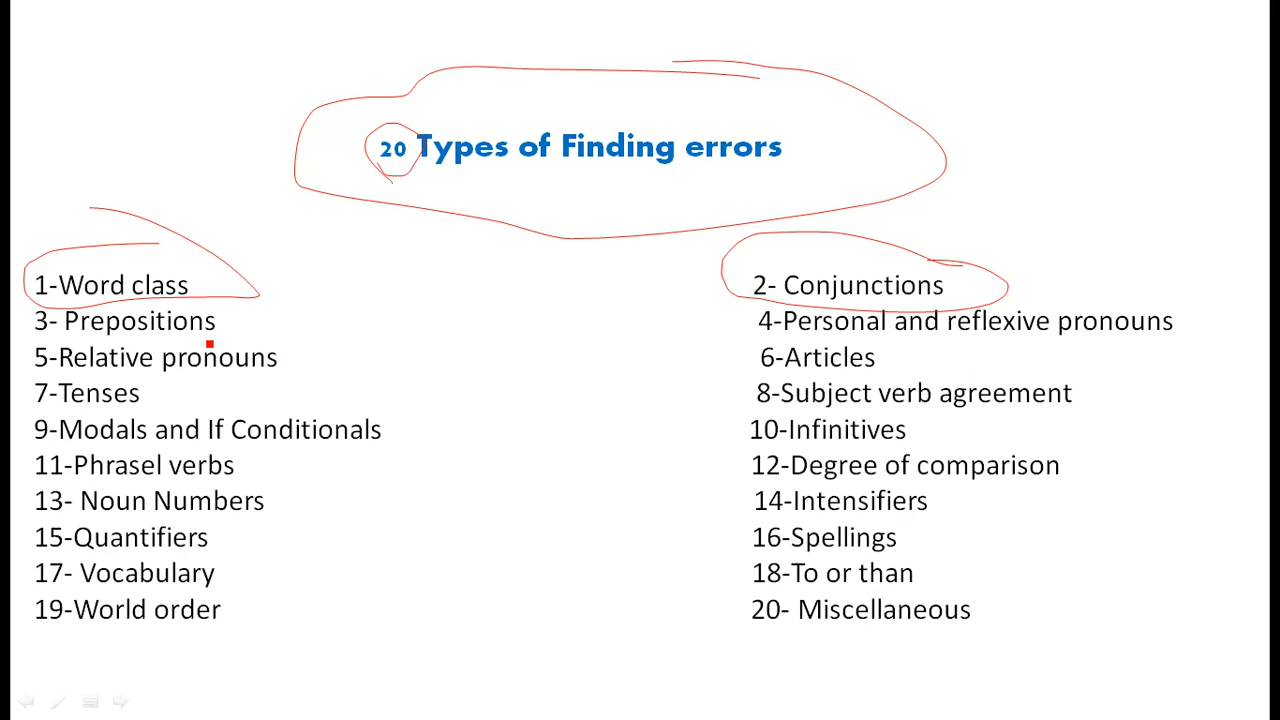 20 Types of Finding errors
1-Word class
2- Conjunctions
3- Prepositions
4-Personal and reflexive pronouns
5-Relative pronouns
6-Articles
7-Tenses
8-Subject verb agreement
9-Modals and If Conditionals
10-Infinitives
11-Phrasel verbs
12-Degree of comparison
13- Noun Numbers
14-Intensifiers
15-Quantifiers
16-Spellings
17- Vocabulary
18-To or than
19-World order
20- Miscellaneous